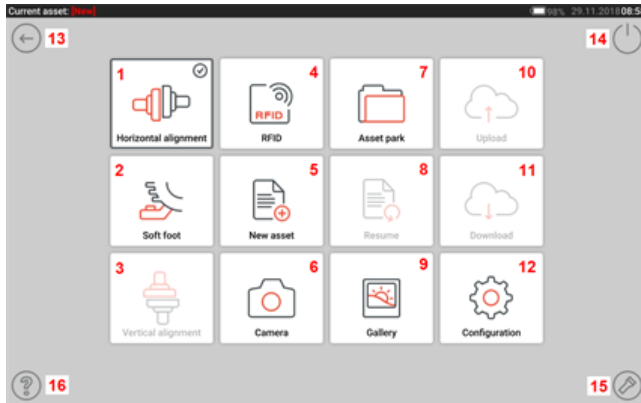 Current asset: [New] 98% 29.11.2018 08:5
13 14
1 4 7 10
RFID
Horizontal alignment RFID Asset park Upload
2 5 8 11
Soft foot New asset Resume Download
3 6 9 12
Vertical alignment Camera Gallery Configuration
16 15